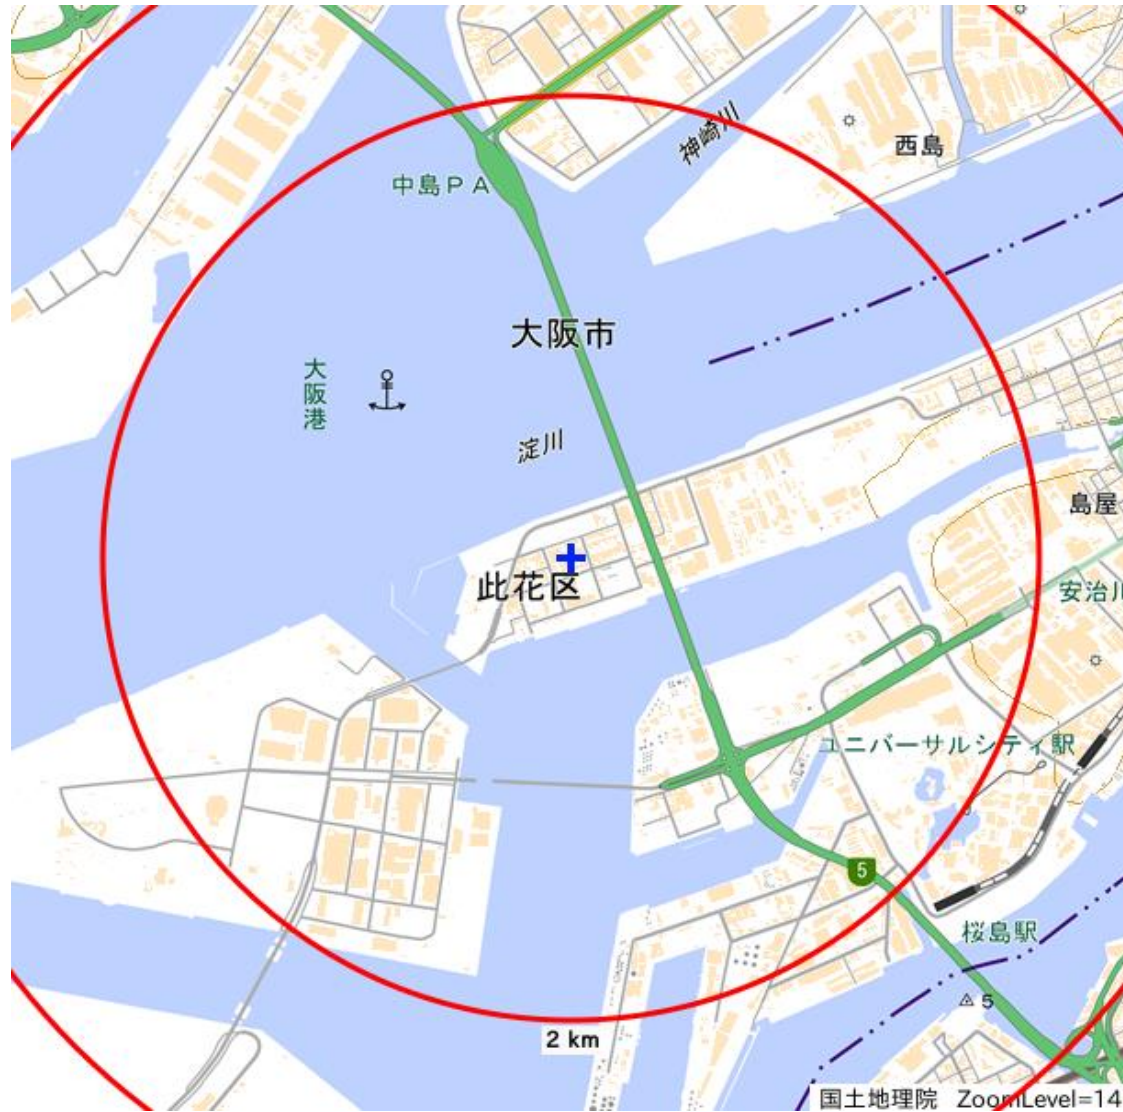 神崎川
西島
中島PA
大阪市
大阪港
淀川
島屋
此花区
安治川
ユニバーサルシティ駅
5
桜島駅
5
2 km
国土地理院 ZoomLevel=14